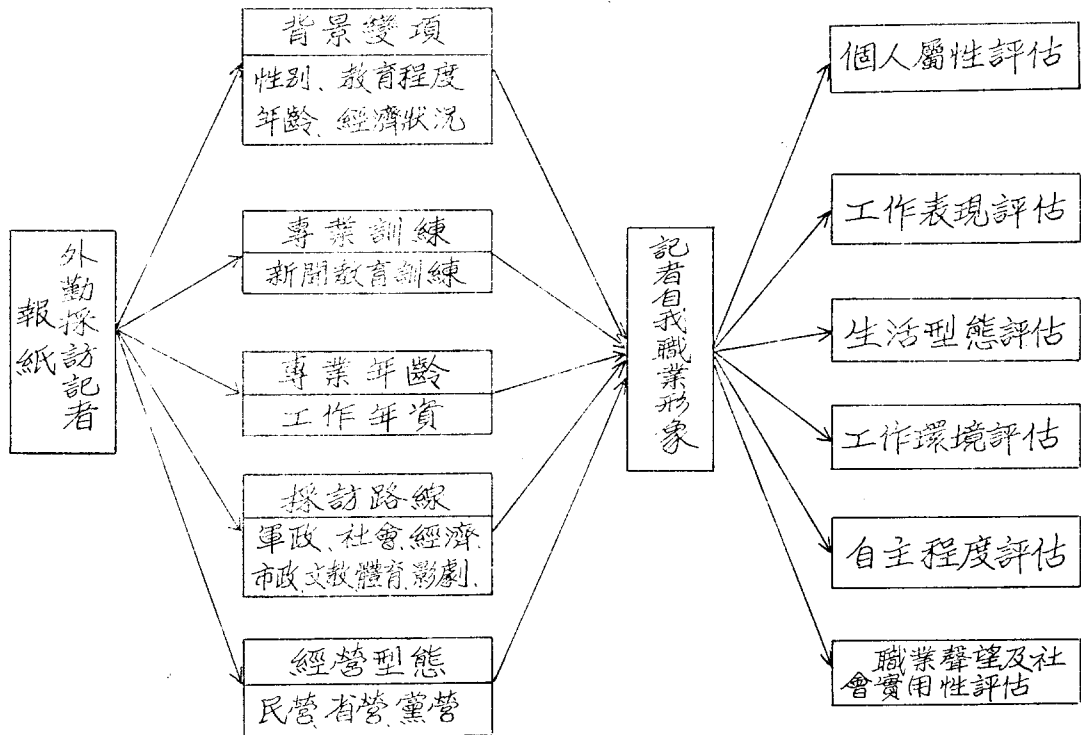 報紙
外勤採訪記者
背景變項
性別、教育程度
年齡、經濟狀況
專業訓練
新聞教育訓練
專業年齡
工作年資
採訪路線
軍政、社會、經濟、
市政、文教、體育、影劇、
經營型態
民營、省營、黨營
記者自我職業形象
個人屬性評估
工作表現評估
生活型態評估
工作環境評估
自主程度評估
職業聲望及社
會實用性評估